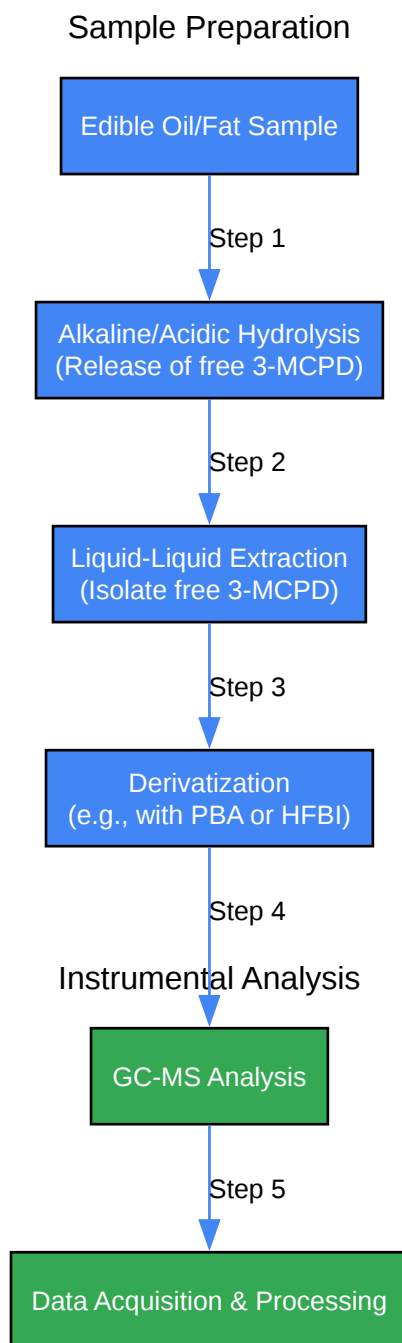 Sample Preparation
Edible Oil/Fat Sample
Step 1
Alkaline/Acidic Hydrolysis
(Release of free 3-MCPD)
Step 2
Liquid-Liquid Extraction
(Isolate free 3-MCPD)
Step 3
Derivatization
(e.g., with PBA or HFBI)
Step 4
Instrumental Analysis
GC-MS Analysis
Step 5
Data Acquisition & Processing